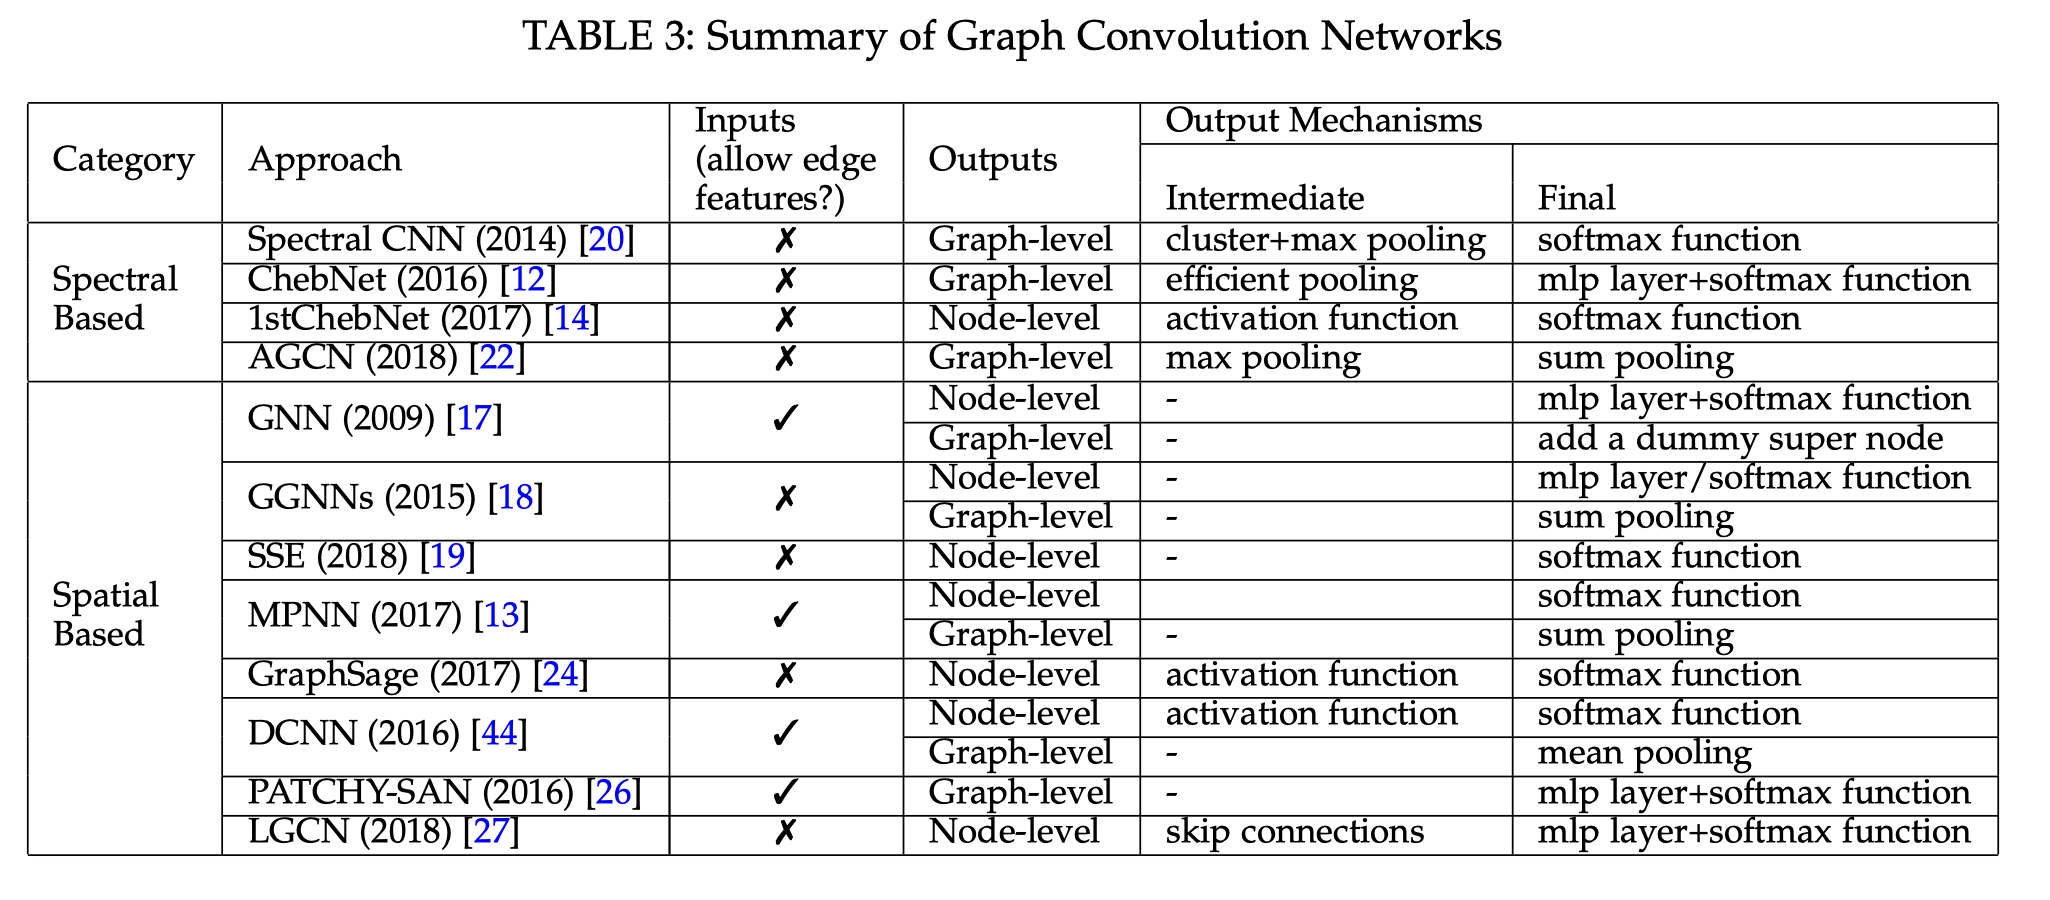 TABLE 3: Summary of Graph Convolution Networks
Category Approach Inputs (allow edge features?) Outputs Output Mechanisms
Intermediate Final
Spectral Based
Spectral CNN (2014) [20] ✗ Graph-level cluster+max pooling softmax function
ChebNet (2016) [12] ✗ Graph-level efficient pooling mlp layer+softmax function
1stChebNet (2017) [14] ✗ Node-level activation function softmax function
AGCN (2018) [22] ✗ Graph-level max pooling sum pooling
Spatial Based
GNN (2009) [17] ✓ Node-level - mlp layer+softmax function
Graph-level - add a dummy super node
GGNNs (2015) [18] ✗ Node-level - mlp layer/softmax function
Graph-level - sum pooling
SSE (2018) [19] ✗ Node-level - softmax function
MPNN (2017) [13] ✓ Node-level softmax function
Graph-level - sum pooling
GraphSage (2017) [24] ✗ Node-level activation function softmax function
DCNN (2016) [44] ✓ Node-level activation function softmax function
Graph-level - mean pooling
PATCHY-SAN (2016) [26] ✓ Graph-level - mlp layer+softmax function
LGCN (2018) [27] ✗ Node-level skip connections mlp layer+softmax function